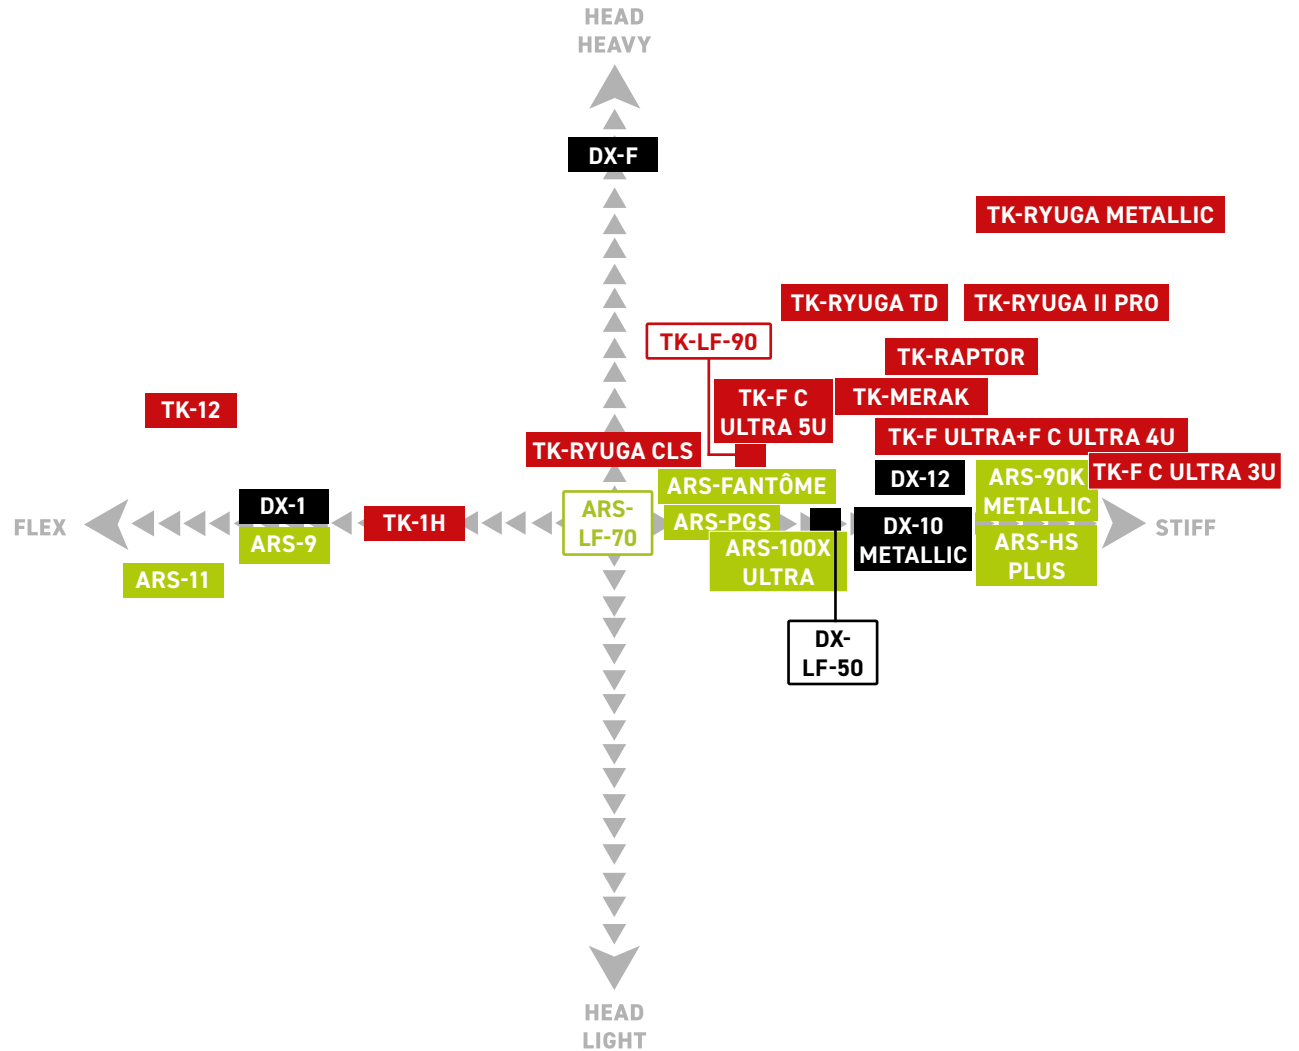 HEAD
HEAVY
DX-F
TK-RYUGA METALLIC
TK-RYUGA TD
TK-RYUGA II PRO
TK-LF-90
TK-RAPTOR
TK-12
TK-F C
ULTRA 5U
TK-MERAK
TK-RYUGA CLS
TK-F ULTRA+F C ULTRA 4U
ARS-FANTÔME
DX-12
ARS-90K
METALLIC
TK-F C ULTRA 3U
FLEX
DX-1
ARS-9
TK-1H
ARS-
LF-70
ARS-PGS
DX-10
METALLIC
STIFF
ARS-11
ARS-100X
ULTRA
ARS-HS
PLUS
DX-
LF-50
HEAD
LIGHT